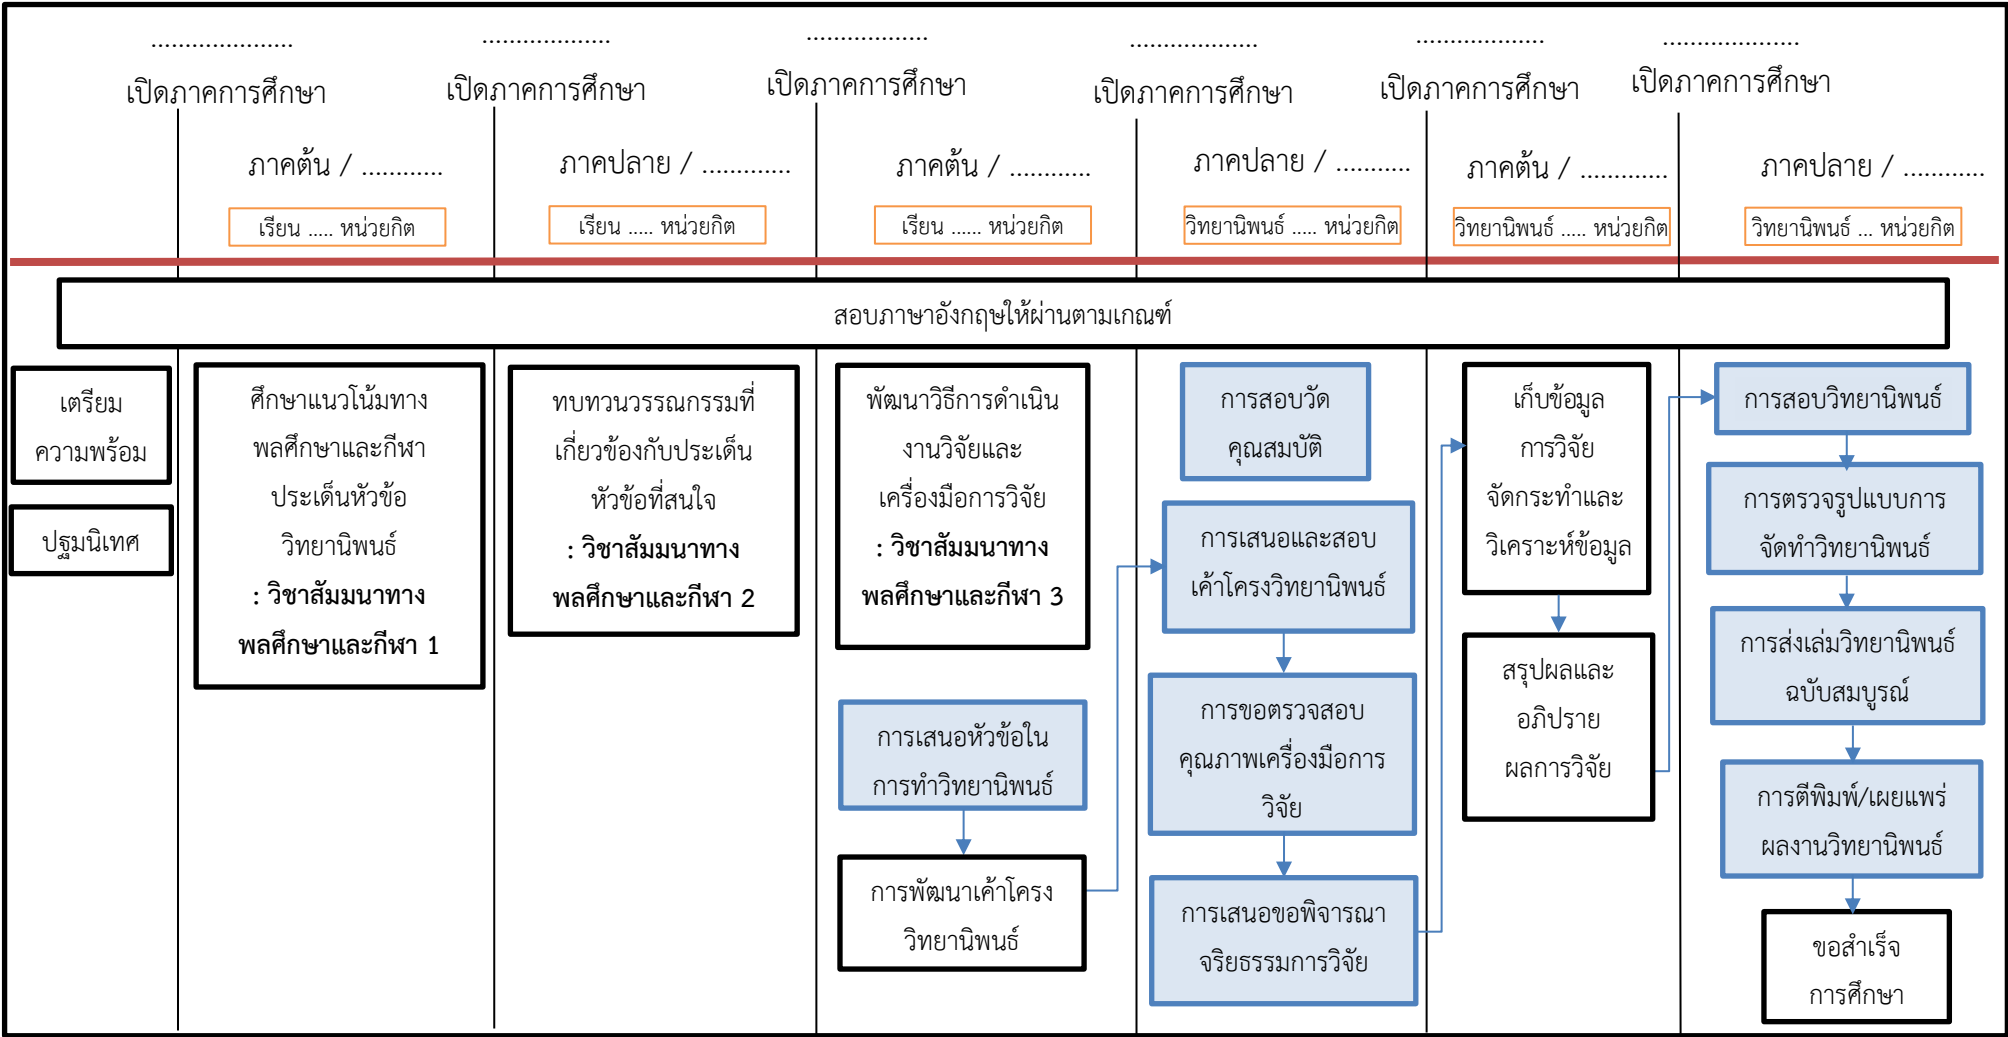 .....................
เปิดภาคการศึกษา
...................
เปิดภาคการศึกษา
..................
เปิดภาคการศึกษา
...................
เปิดภาคการศึกษา
...................
เปิดภาคการศึกษา
....................
เปิดภาคการศึกษา
ภาคต้น / ............
ภาคปลาย / .............
ภาคต้น / ............
ภาคปลาย / ...........
ภาคต้น / .............
ภาคปลาย / ............
เรียน ..... หน่วยกิต
เรียน ..... หน่วยกิต
เรียน ...... หน่วยกิต
วิทยานิพนธ์ ..... หน่วยกิต
วิทยานิพนธ์ ..... หน่วยกิต
วิทยานิพนธ์ ... หน่วยกิต
สอบภาษาอังกฤษให้ผ่านตามเกณฑ์
เตรียม
ความพร้อม
ปฐมนิเทศ
ศึกษาแนวโน้มทาง
พลศึกษาและกีฬา
ประเด็นหัวข้อ
วิทยานิพนธ์
: วิชาสัมมนาทาง
พลศึกษาและกีฬา 1
ทบทวนวรรณกรรมที่
เกี่ยวข้องกับประเด็น
หัวข้อที่สนใจ
: วิชาสัมมนาทาง
พลศึกษาและกีฬา 2
พัฒนาวิธีการดำเนิน
งานวิจัยและ
เครื่องมือการวิจัย
: วิชาสัมมนาทาง
พลศึกษาและกีฬา 3
การเสนอหัวข้อใน
การทำวิทยานิพนธ์
การพัฒนาเค้าโครง
วิทยานิพนธ์
การสอบวัด
คุณสมบัติ
การเสนอและสอบ
เค้าโครงวิทยานิพนธ์
การขอตรวจสอบ
คุณภาพเครื่องมือการ
วิจัย
การเสนอขอพิจารณา
จริยธรรมการวิจัย
เก็บข้อมูล
การวิจัย
จัดกระทำและ
วิเคราะห์ข้อมูล
สรุปผลและ
อภิปราย
ผลการวิจัย
การสอบวิทยานิพนธ์
การตรวจรูปแบบการ
จัดทำวิทยานิพนธ์
การส่งเล่มวิทยานิพนธ์
ฉบับสมบูรณ์
การตีพิมพ์/เผยแพร่
ผลงานวิทยานิพนธ์
ขอสำเร็จ
การศึกษา